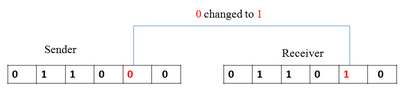 0 changed to 1
Sender
Receiver
0 1 1 0 0 0
0 1 1 0 1 0